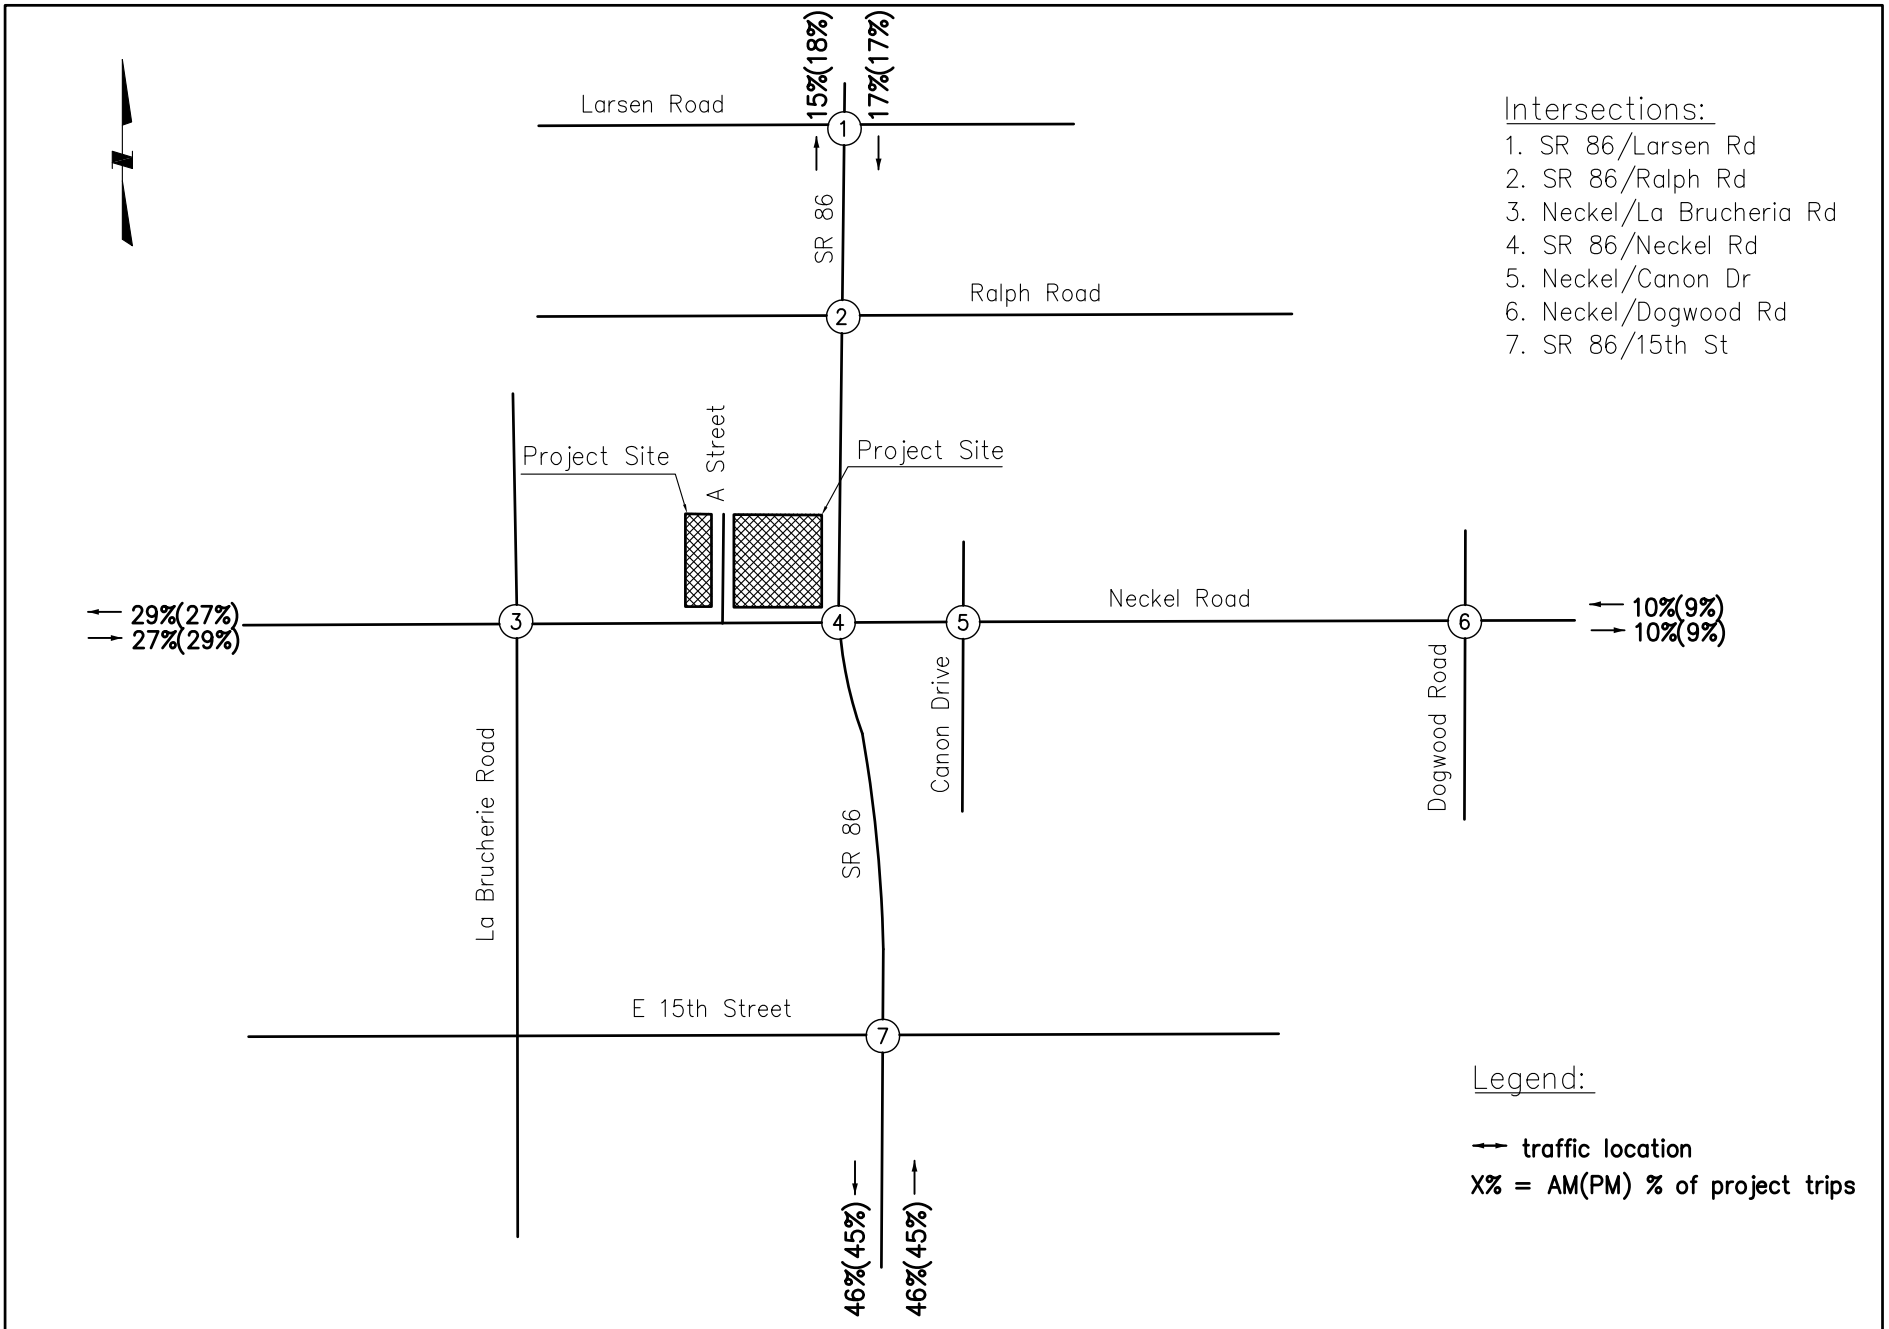 15%(18%)
17%(17%)
Larsen Road
1
SR 86
Intersections:
1. SR 86/Larsen Rd
2. SR 86/Ralph Rd
3. Neckel/La Brucheria Rd
4. SR 86/Neckel Rd
5. Neckel/Canon Dr
6. Neckel/Dogwood Rd
7. SR 86/15th St
N
Ralph Road
2
A Street
Project Site
Project Site
29%(27%)
27%(29%)
3
4
5
Neckel Road
6
10%(9%)
10%(9%)
La Brucherie Road
SR 86
Canon Drive
Dogwood Road
E 15th Street
7
46%(45%)
46%(45%)
Legend:
traffic location
X% = AM(PM) % of project trips